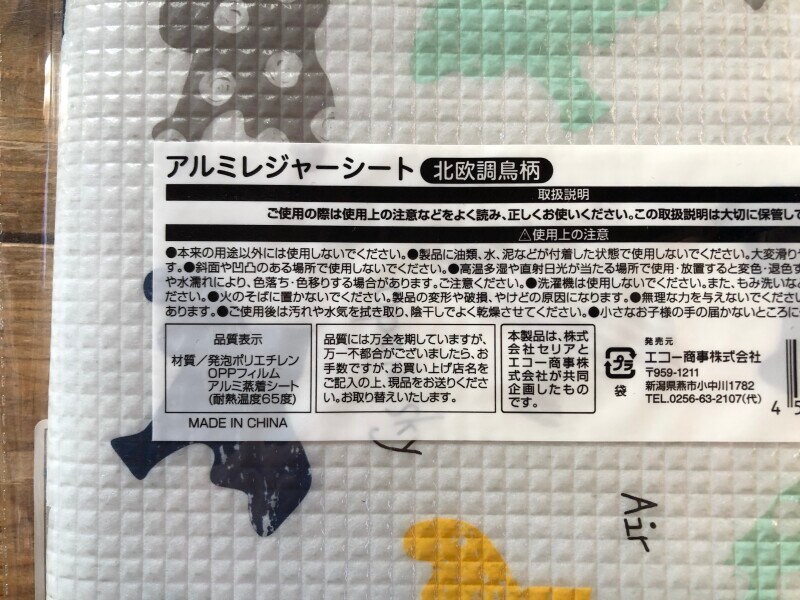 アルミレジャーシート 北欧調鳥柄
取扱説明
ご使用の際は使用上の注意などをよく読み、正しくお使いください。この取扱説明は大切に保管して
⚠使用上の注意
●本来の用途以外には使用しないでください。●製品に油類、水、泥などが付着した状態で使用しないでください。大変滑り
す。●斜面や凹凸のある場所で使用しないでください。●高温多湿や直射日光が当たる場所で使用・放置すると変色・退色す
や水濡れにより、色落ち・色移りする場合があります。ご注意ください。●洗濯機は使用しないでください。また、もみ洗いな
ださい。●火のそばに置かないでください。製品の変形や破損、やけどの原因になります。●無理な力を与えないでくださ
あります。●ご使用後は汚れや水気を拭き取り、陰干しでよく乾燥させてください。●小さなお子様の手の届かないところに
品質表示
材質/発泡ポリエチレン
OPPフィルム
アルミ蒸着シート
(耐熱温度65度)
MADE IN CHINA
品質には万全を期していますが、
万一不都合がございましたら、お
手数ですが、お買い上げ店名を
ご記入の上、現品をお送りくださ
い。お取り替えいたします。
本製品は、株式
会社セリアと
エコー商事株
式会社が共同
企画したもの
です。
プラ
袋
発売元
エコー商事株式会社
〒959-1211
新潟県燕市小中川1782
TEL.0256-63-2107(代)
sky
Air